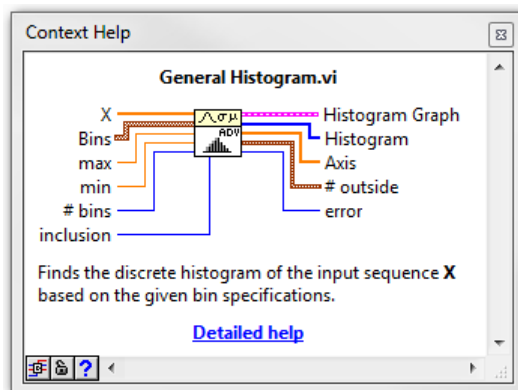 Context Help
General Histogram.vi
X
Bins
max
min
# bins
inclusion
ADV
Histogram Graph
Histogram
Axis
# outside
error
Finds the discrete histogram of the input sequence X
based on the given bin specifications.
Detailed help
?